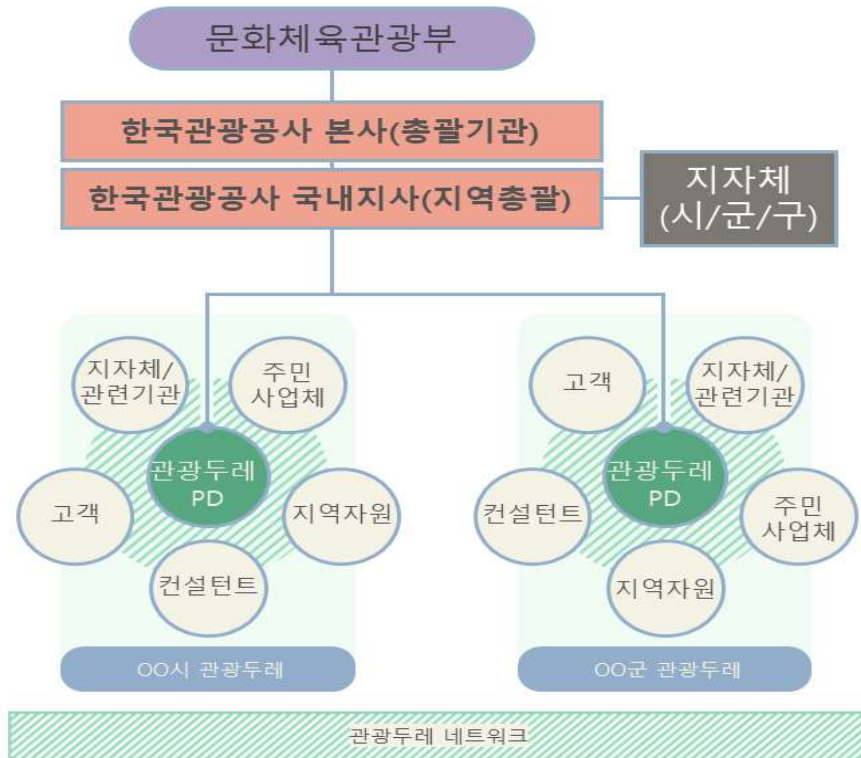 문화체육관광부
한국관광공사 본사(총괄기관)
한국관광공사 국내지사(지역총괄)
지자체
(시/군/구)
지자체/
관련기관
주민
사업체
관광두레
PD
고객
지역자원
컨설턴트
OO시 관광두레
고객
지자체/
관련기관
관광두레
PD
컨설턴트
주민
사업체
지역자원
OO군 관광두레
관광두레 네트워크